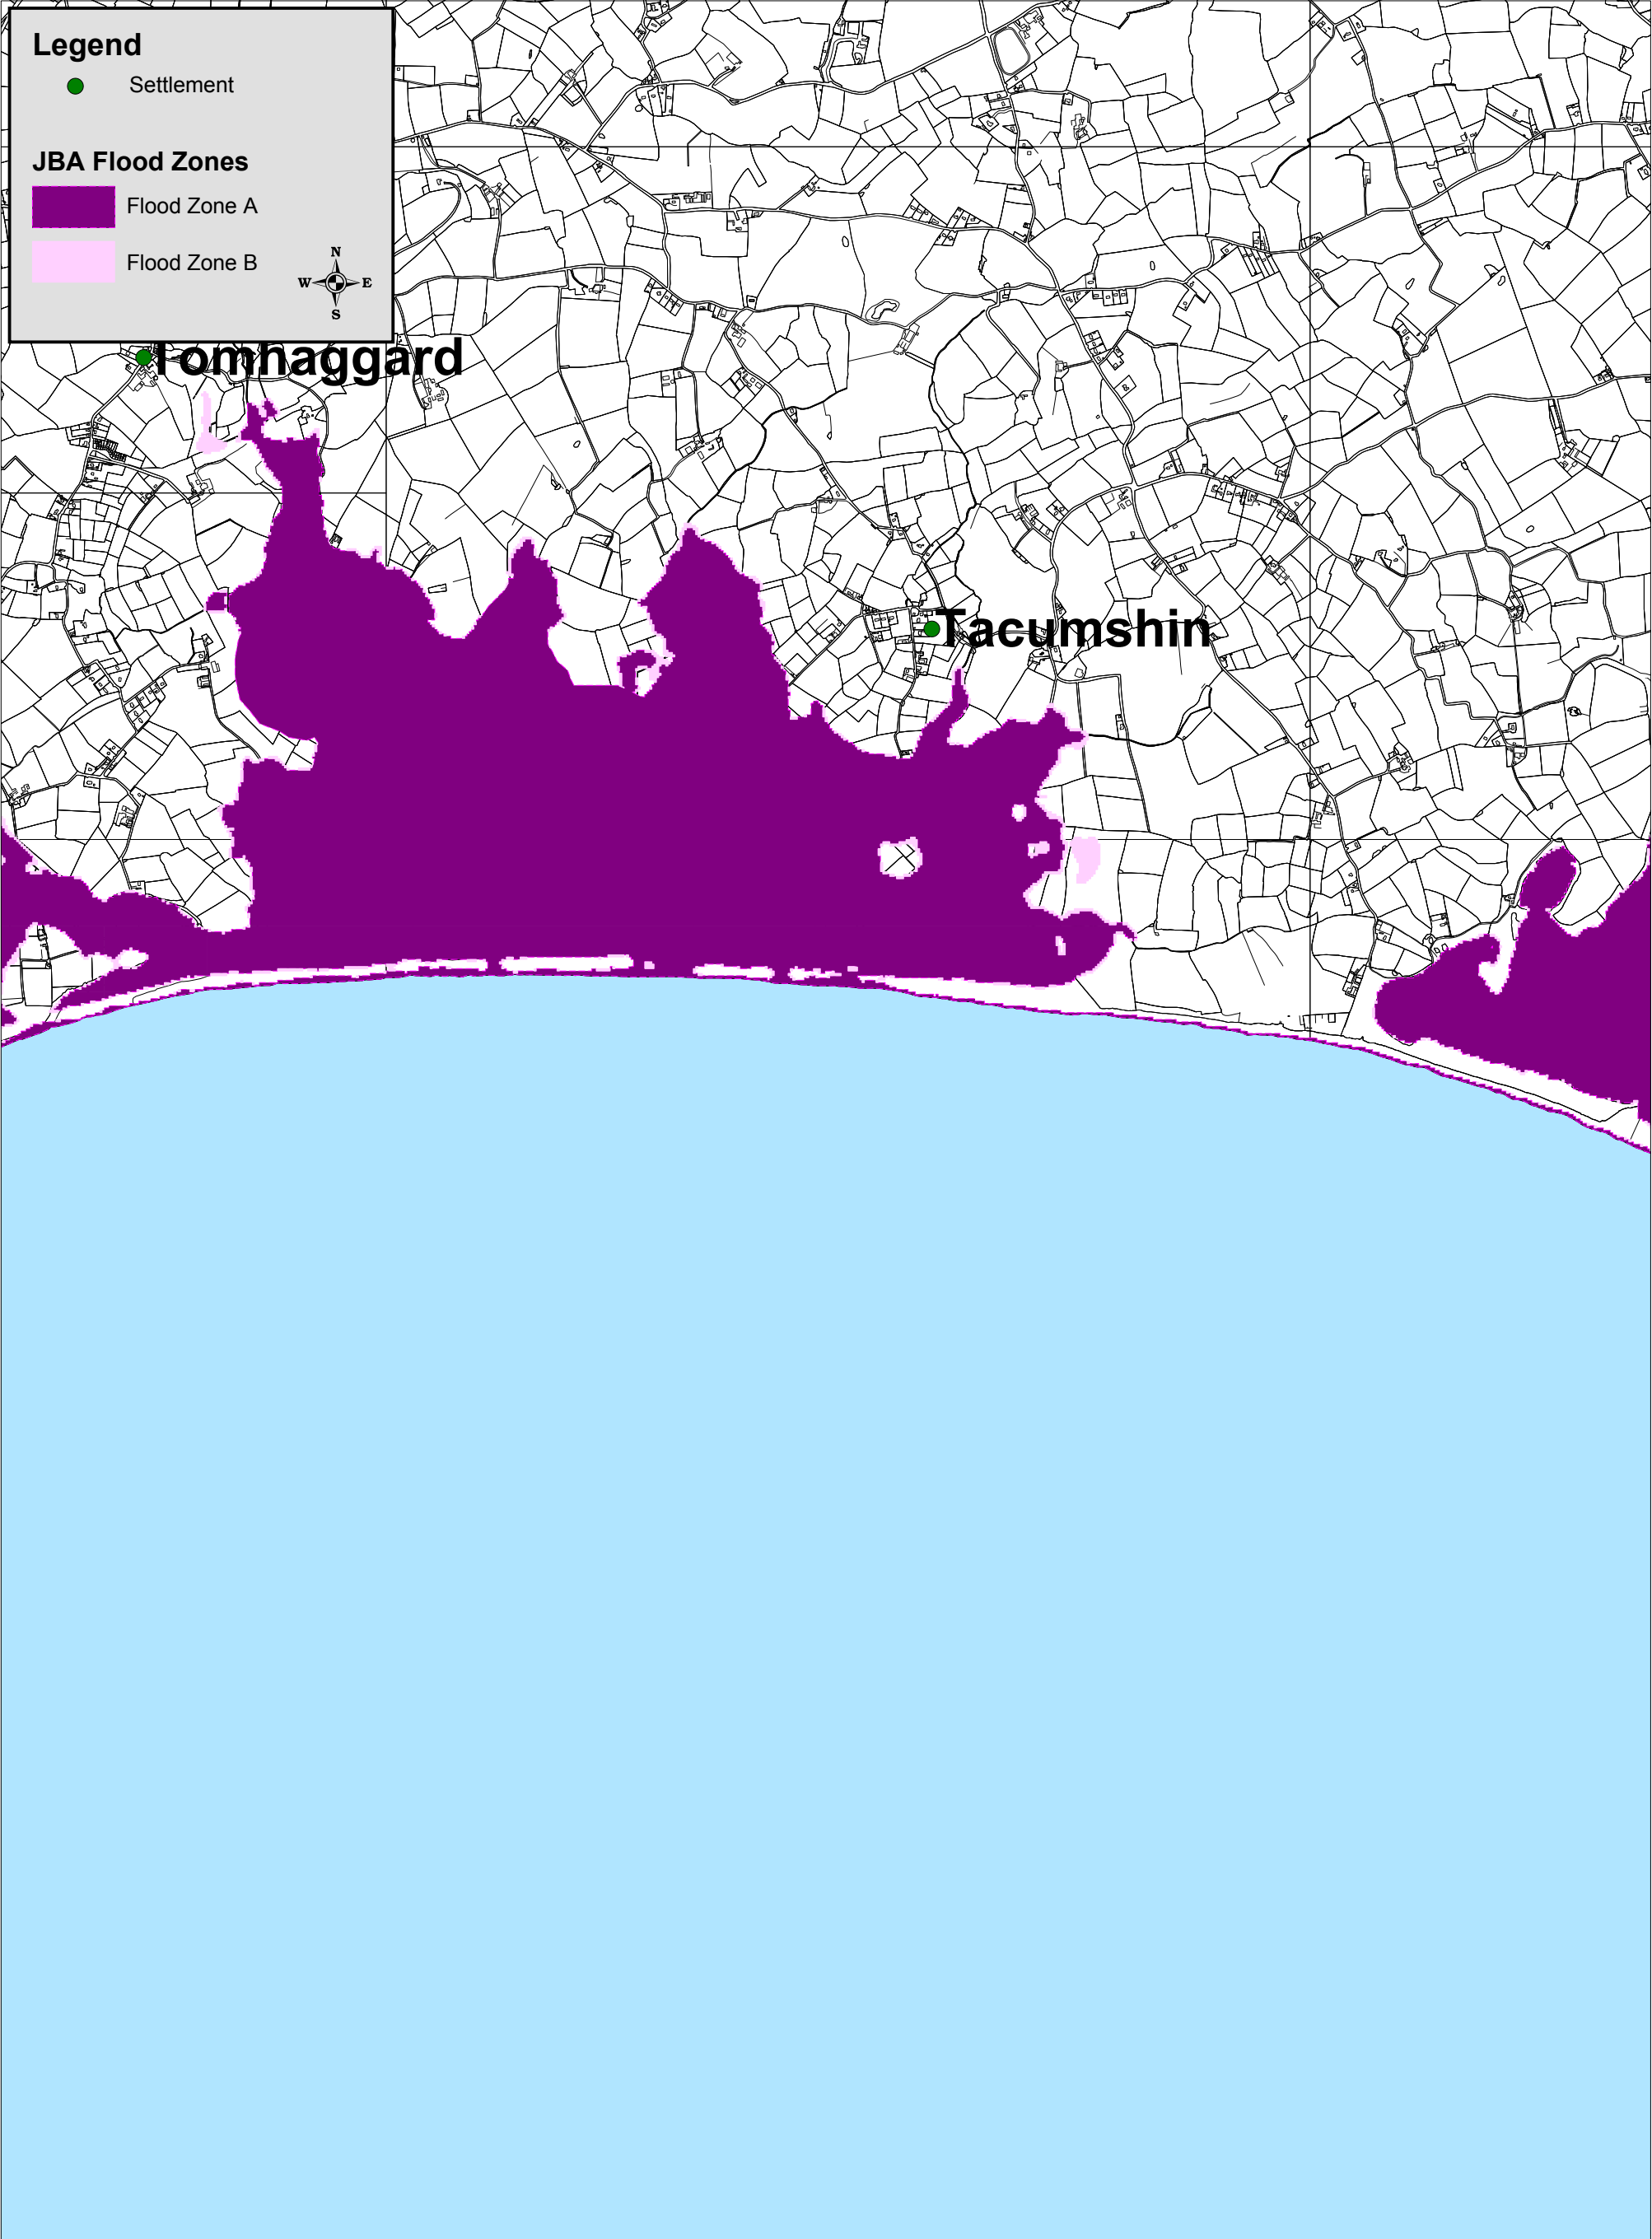 Legend
Settlement
JBA Flood Zones
Flood Zone A
Flood Zone B
N
W E
S
Tomhaggard
Tacumshin